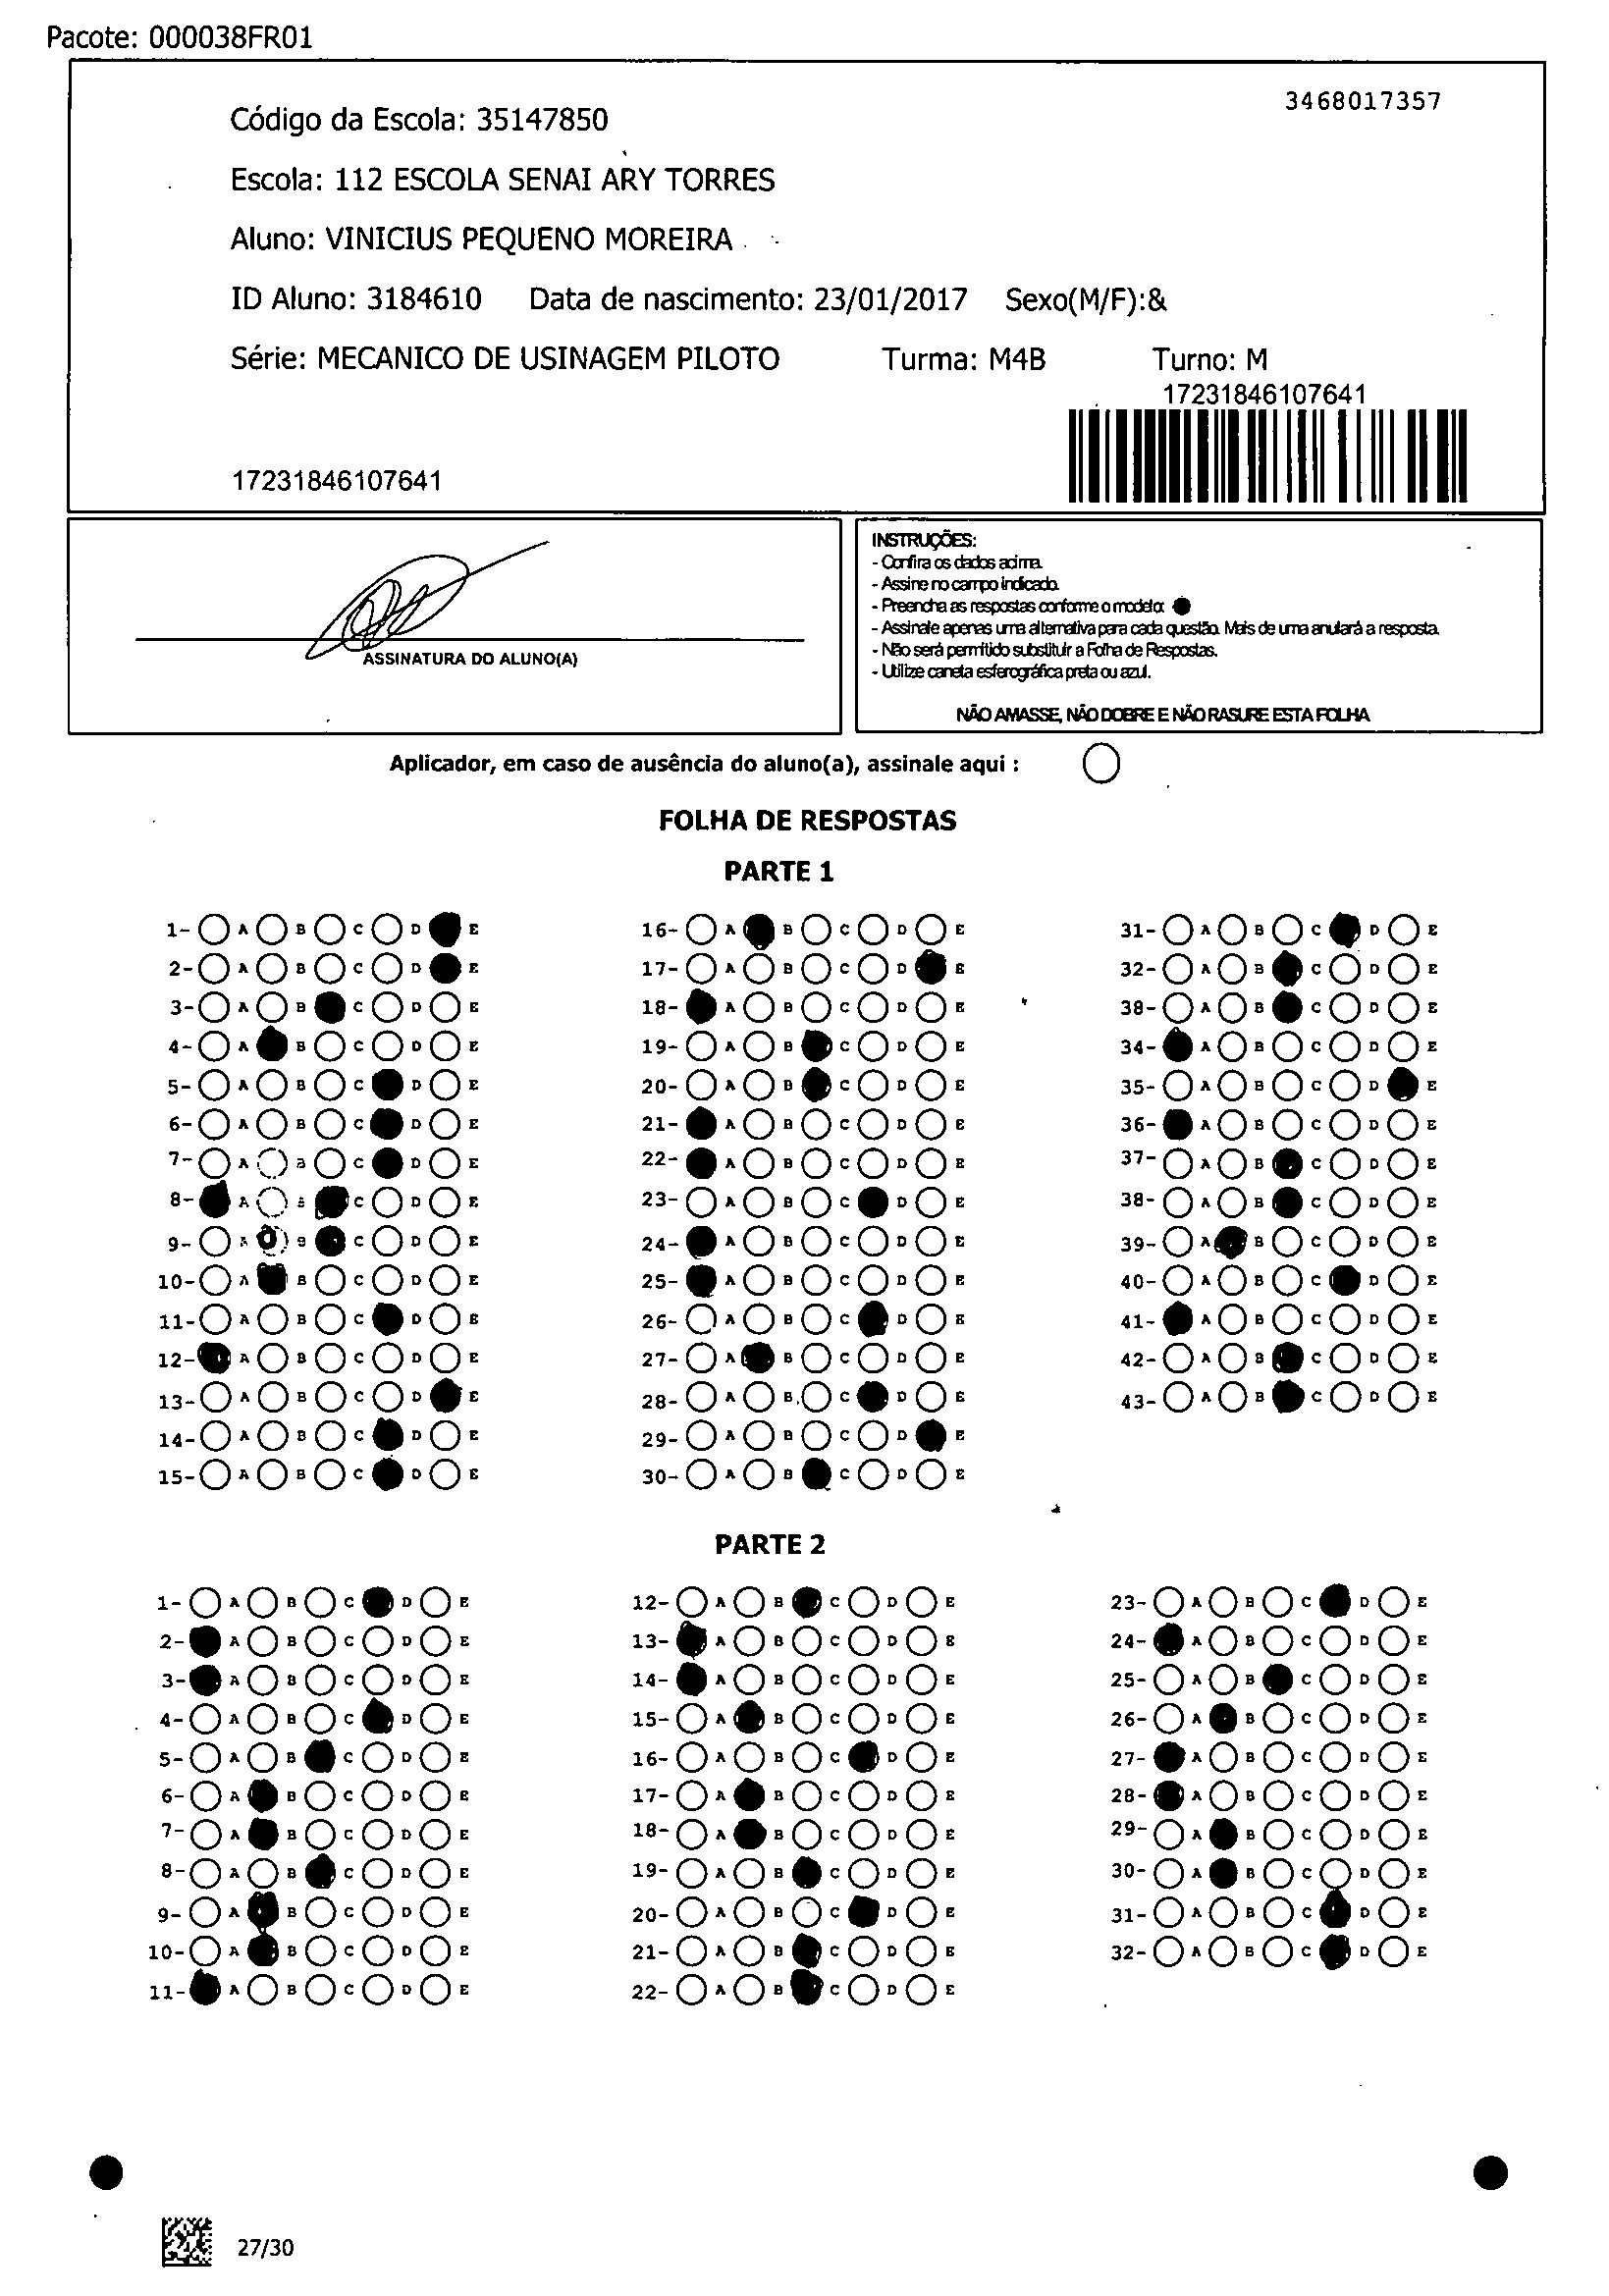 Pacote: 000038FR01
3468017357
Código da Escola: 35147850
Escola: 112 ESCOLA SENAI ARY TORRES
Aluno: VINICIUS PEQUENO MOREIRA
ID Aluno: 3184610 Data de nascimento: 23/01/2017 Sexo(M/F):&
Série: MECANICO DE USINAGEM PILOTO Turma: M4B Turno: M
17231846107641
17231846107641
ASSINATURA DO ALUNO(A)
INSTRUÇÕES:
- Confira os dados acima.
- Assine no campo indicado.
- Preencha as respostas conforme o modelo:
- Assinale apenas uma alternativa para cada questão. Mais de uma anulará a resposta.
- Não será permitido substituir a Folha de Respostas.
- Utilize caneta esferográfica preta ou azul.
NÃO AMASSE, NÃO DOBRE E NÃO RASURE ESTA FOLHA
Aplicador, em caso de ausência do aluno(a), assinale aqui :
FOLHA DE RESPOSTAS
PARTE 1
1- A B C D E 16- A B C D E 31- A B C D E
2- A B C D E 17- A B C D E 32- A B C D E
3- A B C D E 18- A B C D E 38- A B C D E
4- A B C D E 19- A B C D E 34- A B C D E
5- A B C D E 20- A B C D E 35- A B C D E
6- A B C D E 21- A B C D E 36- A B C D E
7- A B C D E 22- A B C D E 37- A B C D E
8- A B C D E 23- A B C D E 38- A B C D E
9- A B C D E 24- A B C D E 39- A B C D E
10- A B C D E 25- A B C D E 40- A B C D E
11- A B C D E 26- A B C D E 41- A B C D E
12- A B C D E 27- A B C D E 42- A B C D E
13- A B C D E 28- A B C D E 43- A B C D E
14- A B C D E 29- A B C D E
15- A B C D E 30- A B C D E
PARTE 2
1- A B C D E 12- A B C D E 23- A B C D E
2- A B C D E 13- A B C D E 24- A B C D E
3- A B C D E 14- A B C D E 25- A B C D E
4- A B C D E 15- A B C D E 26- A B C D E
5- A B C D E 16- A B C D E 27- A B C D E
6- A B C D E 17- A B C D E 28- A B C D E
7- A B C D E 18- A B C D E 29- A B C D E
8- A B C D E 19- A B C D E 30- A B C D E
9- A B C D E 20- A B C D E 31- A B C D E
10- A B C D E 21- A B C D E 32- A B C D E
11- A B C D E 22- A B C D E
27/30